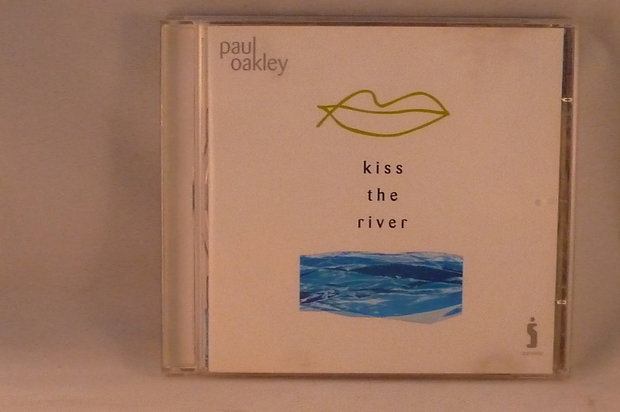 paul
oakley
kiss
the
river